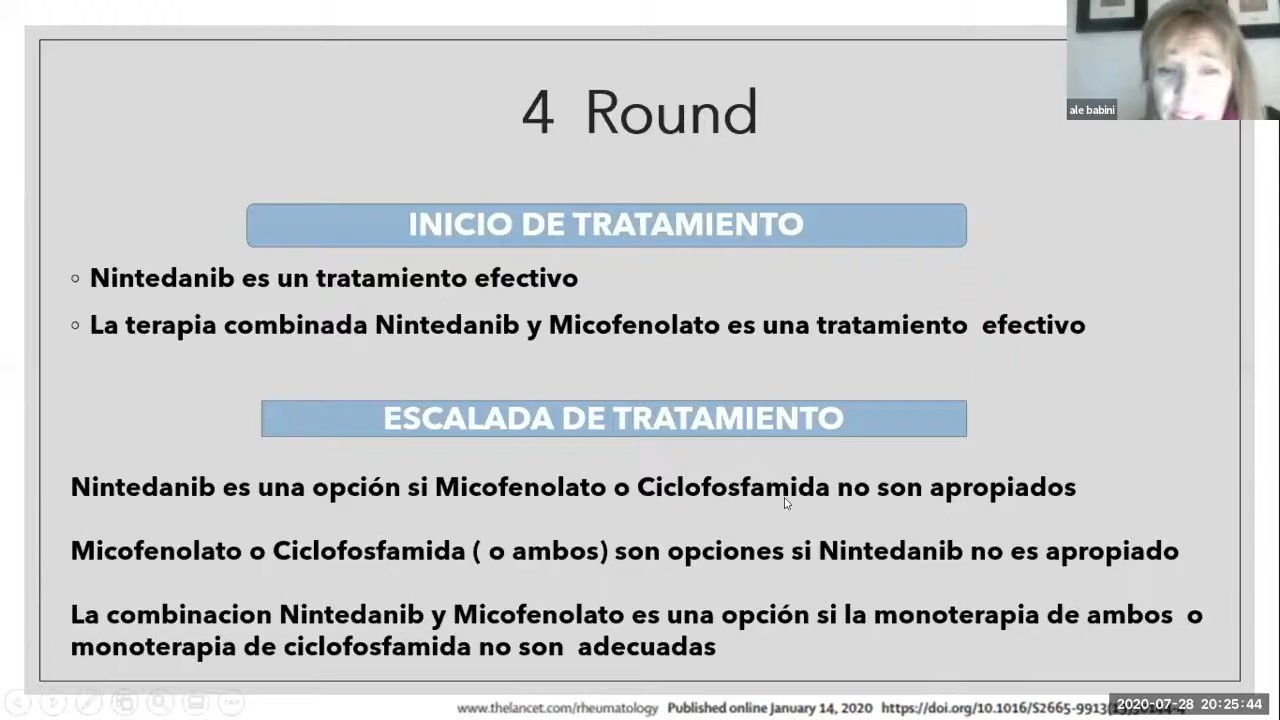 ale babini
4 Round
INICIO DE TRATAMIENTO
◦ Nintedanib es un tratamiento efectivo
◦ La terapia combinada Nintedanib y Micofenolato es una tratamiento efectivo
ESCALADA DE TRATAMIENTO
Nintedanib es una opción si Micofenolato o Ciclofosfamida no son apropiados
Micofenolato o Ciclofosfamida ( o ambos) son opciones si Nintedanib no es apropiado
La combinacion Nintedanib y Micofenolato es una opción si la monoterapia de ambos o
monoterapia de ciclofosfamida no son adecuadas
www.thelancet.com/rheumatology Published online January 14, 2020 https://doi.org/10.1016/S2665-9913
2020-07-28 20:25:44